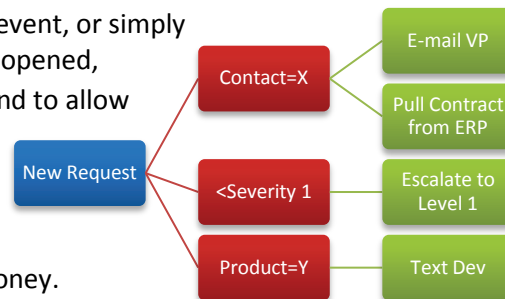 event, or simply
opened,
nd to allow
oney.
New Request
Contact=X
E-mail VP
Pull Contract
from ERP
<Severity 1
Escalate to
Level 1
Product=Y
Text Dev